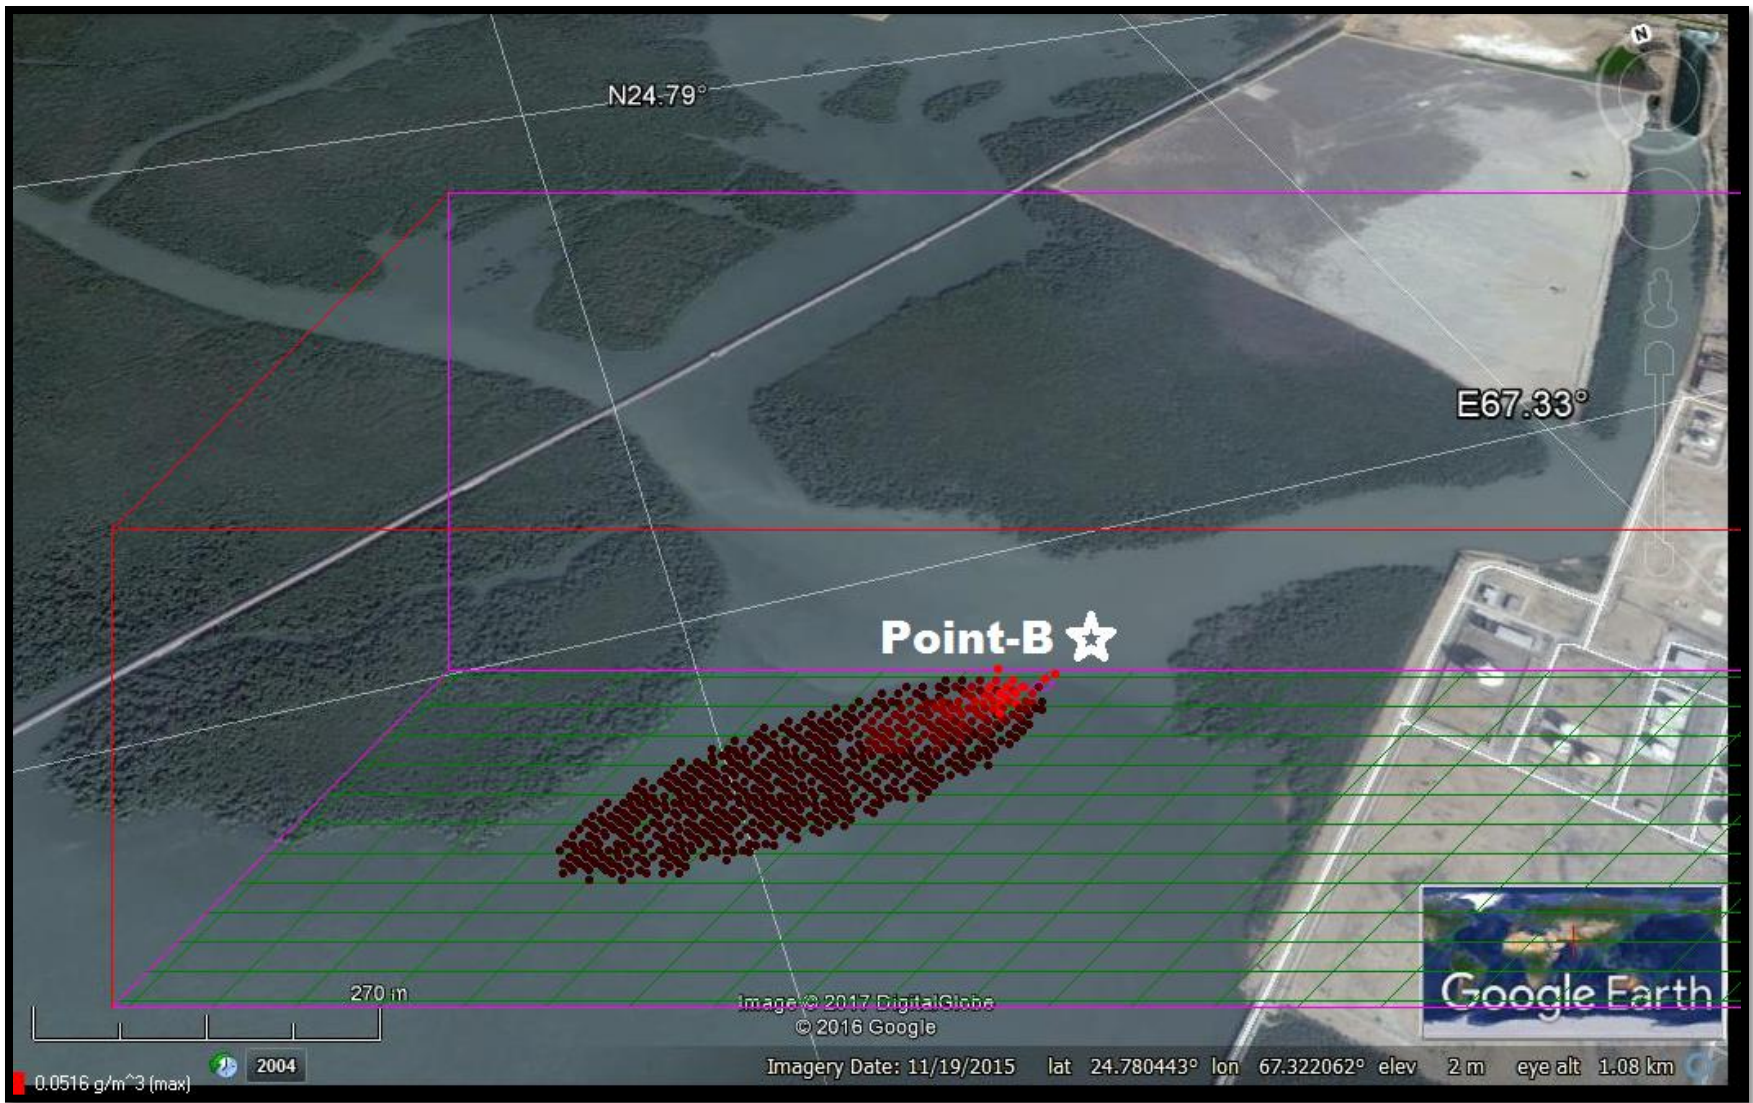 N
N24.79°
E67.33°
Point-B
270 m
Image © 2017 DigitalGlobe
© 2016 Google
Google Earth
2004
Imagery Date: 11/19/2015 lat 24.780443° lon 67.322062° elev 2 m eye alt 1.08 km
0.0516 g/m^3 (max)